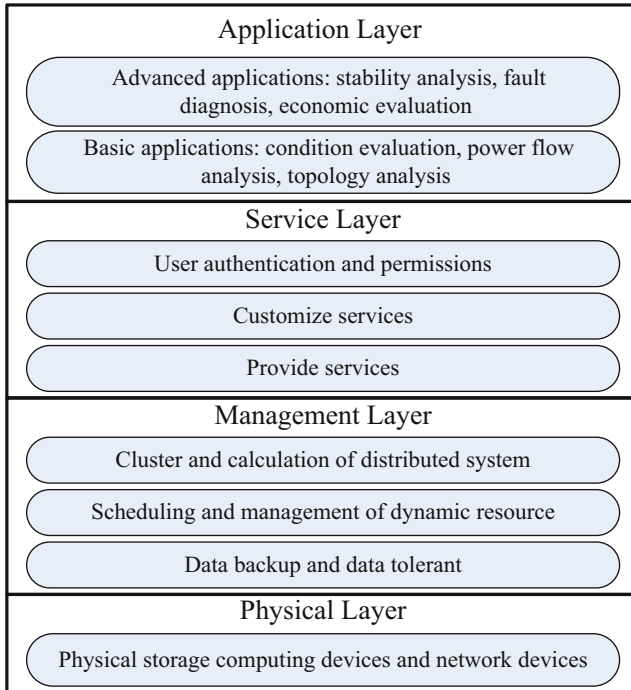 Application Layer
Advanced applications: stability analysis, fault
diagnosis, economic evaluation
Basic applications: condition evaluation, power flow
analysis, topology analysis
Service Layer
User authentication and permissions
Customize services
Provide services
Management Layer
Cluster and calculation of distributed system
Scheduling and management of dynamic resource
Data backup and data tolerant
Physical Layer
Physical storage computing devices and network devices